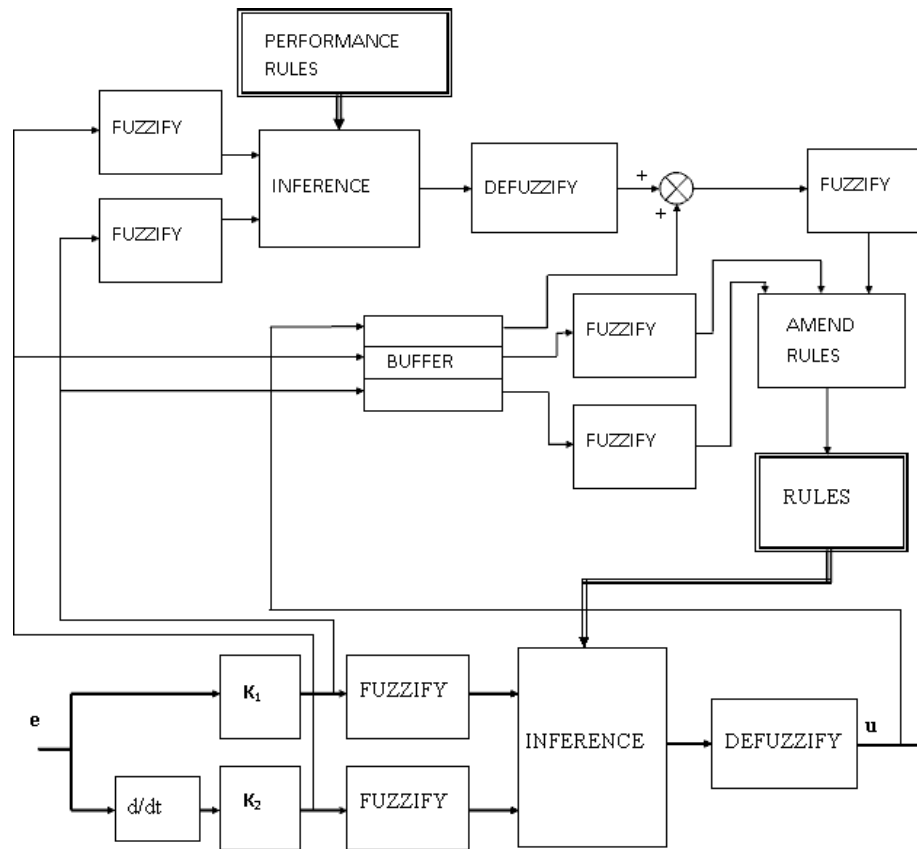 PERFORMANCE
RULES
FUZZIFY
INFERENCE
DEFUZZIFY
+
+
FUZZIFY
FUZZIFY
BUFFER
FUZZIFY
AMEND
RULES
FUZZIFY
RULES
e
K1
FUZZIFY
INFERENCE
DEFUZZIFY
u
d/dt
K2
FUZZIFY